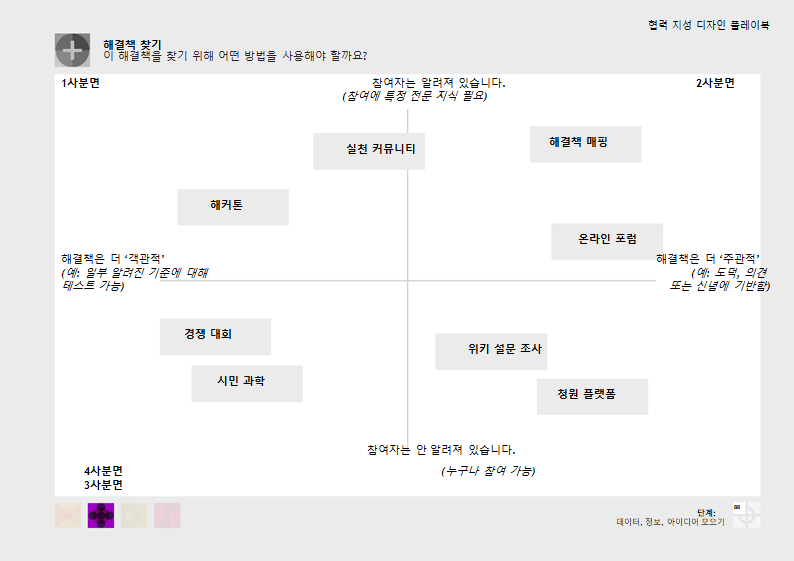 협력 지성 디자인 플레이북
해결책 찾기
이 해결책을 찾기 위해 어떤 방법을 사용해야 할까요?
1사분면
참여자는 알려져 있습니다.
2사분면
(참여에 특정 전문 지식 필요)
실천 커뮤니티
해결책 매핑
해커톤
온라인 포럼
해결책은 더 ‘객관적’
(예: 일부 알려진 기준에 대해
테스트 가능)
해결책은 더 ‘주관적’
(예: 도덕, 의견
또는 신념에 기반함)
경쟁 대회
위키 설문 조사
시민 과학
청원 플랫폼
참여자는 안 알려져 있습니다.
4사분면
(누구나 참여 가능)
3사분면
단계:
데이터, 정보, 아이디어 모으기